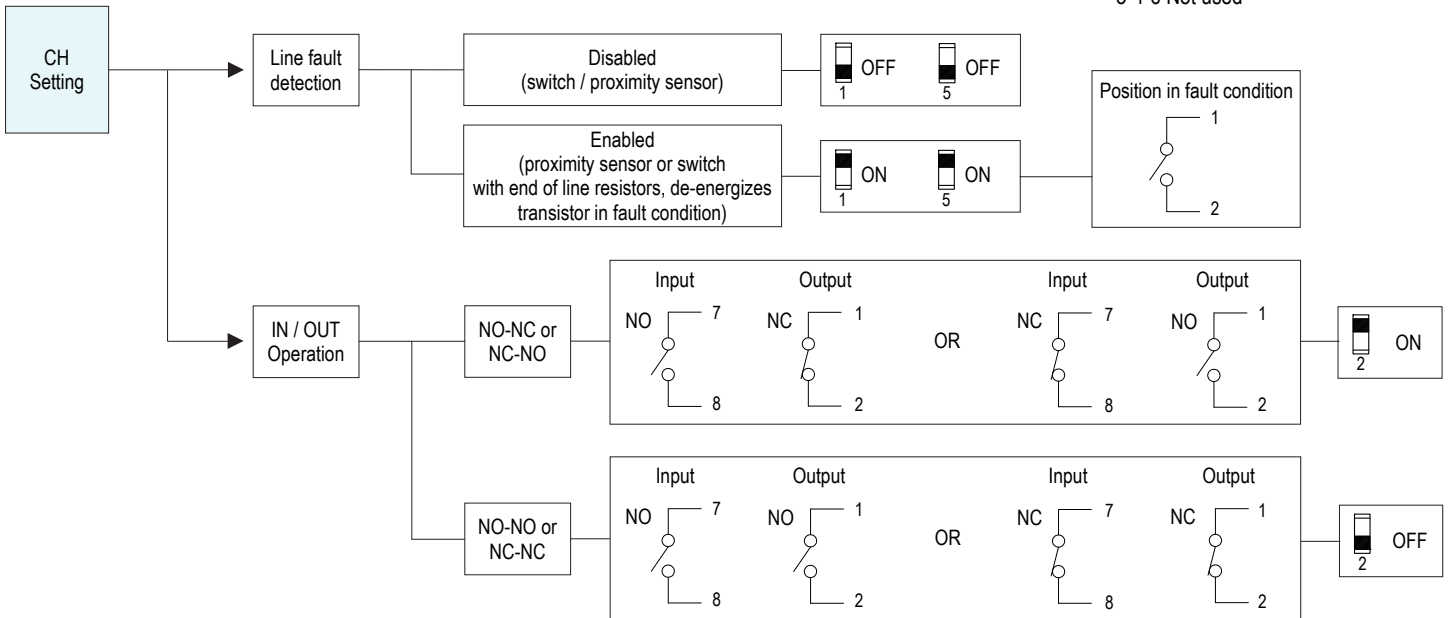 CH
Setting
Line fault
detection
Disabled
(switch / proximity sensor)
OFF OFF
1 5
Enabled
(proximity sensor or switch
with end of line resistors, de-energizes
transistor in fault condition)
ON ON
1 5
Position in fault condition
1
2
IN / OUT
Operation
NO-NC or
NC-NO
Input Output Input Output
NO 7 NC 1 OR NC 7 NO 1
8 2 8 2
ON
2
NO-NO or
NC-NC
Input Output Input Output
NO 7 NO 1 OR NC 7 NC 1
8 2 8 2
OFF
2
Not used